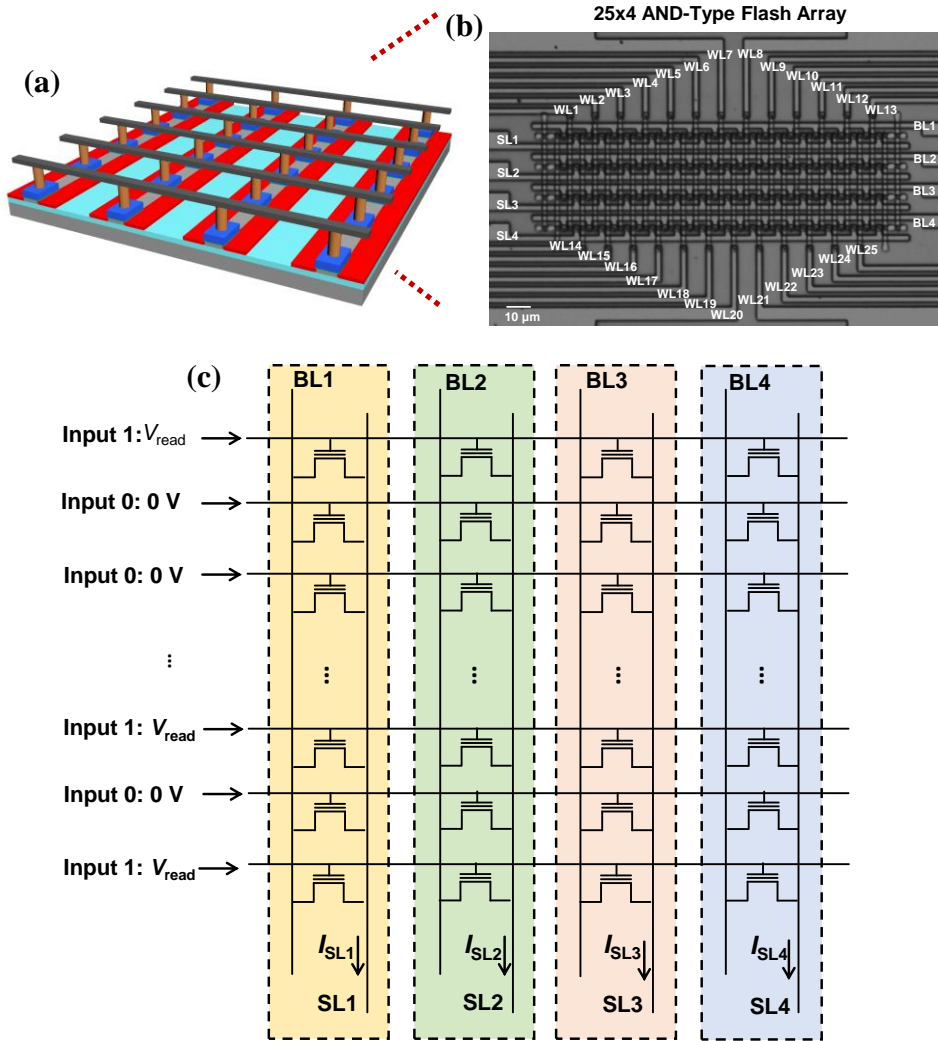 25x4 AND-Type Flash Array
(a)
(b)
WL7 WL8
WL6 WL9
WL5 WL10
WL4 WL11
WL3 WL12
WL2 WL13
WL1
BL1
SL1
BL2
SL2
BL3
SL3
BL4
SL4
WL14 WL25
WL15 WL24
WL16 WL23
WL17 WL22
WL18 WL21
WL19
WL20
10 µm
(c)
BL1 BL2 BL3 BL4
Input 1: Vread
Input 0: 0 V
Input 0: 0 V
... ... ... ... ...
Input 1: Vread
Input 0: 0 V
Input 1: Vread
ISL1 ISL2 ISL3 ISL4
SL1 SL2 SL3 SL4